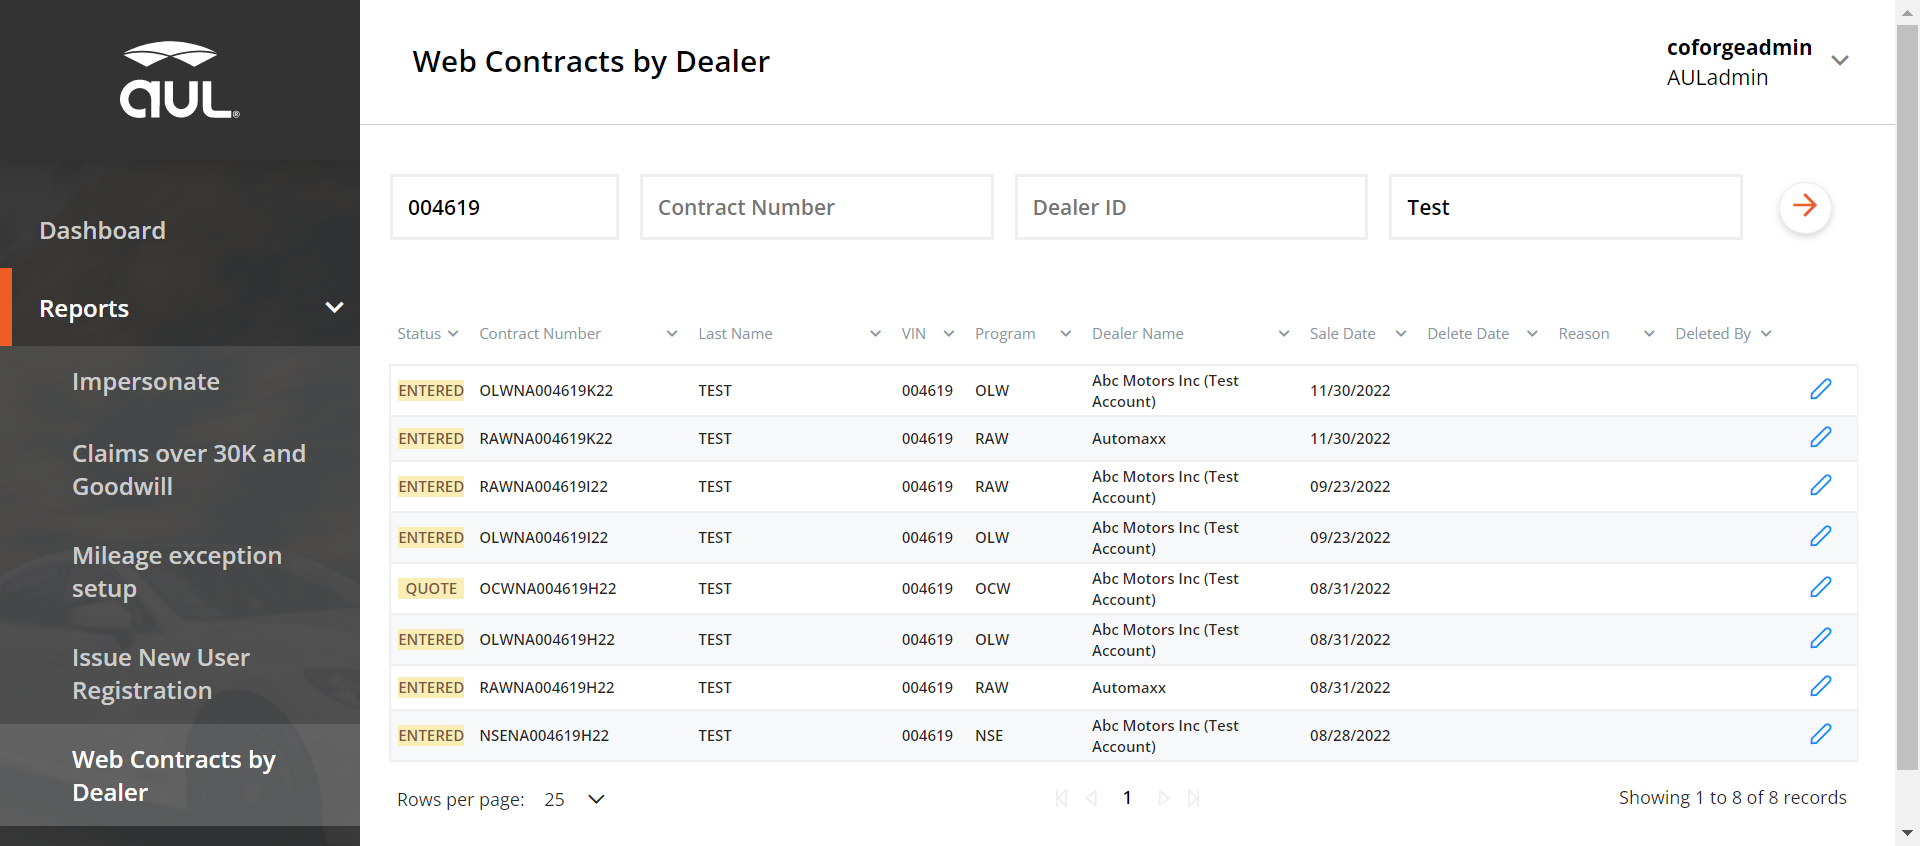 aul®
Web Contracts by Dealer
coforgeadmin
AULadmin
Dashboard
Reports
Impersonate
Claims over 30K and
Goodwill
Mileage exception
setup
Issue New User
Registration
Web Contracts by
Dealer
004619 Contract Number Dealer ID Test
Status Contract Number Last Name VIN Program Dealer Name Sale Date Delete Date Reason Deleted By
ENTERED OLWNA004619K22 TEST 004619 OLW Abc Motors Inc (Test 11/30/2022
Account)
ENTERED RAWNA004619K22 TEST 004619 RAW Automaxx 11/30/2022
ENTERED RAWNA004619I22 TEST 004619 RAW Abc Motors Inc (Test 09/23/2022
Account)
ENTERED OLWNA004619I22 TEST 004619 OLW Abc Motors Inc (Test 09/23/2022
Account)
QUOTE OCWNA004619H22 TEST 004619 OCW Abc Motors Inc (Test 08/31/2022
Account)
ENTERED OLWNA004619H22 TEST 004619 OLW Abc Motors Inc (Test 08/31/2022
Account)
ENTERED RAWNA004619H22 TEST 004619 RAW Automaxx 08/31/2022
ENTERED NSENA004619H22 TEST 004619 NSE Abc Motors Inc (Test 08/28/2022
Account)
Rows per page: 25 1 Showing 1 to 8 of 8 records